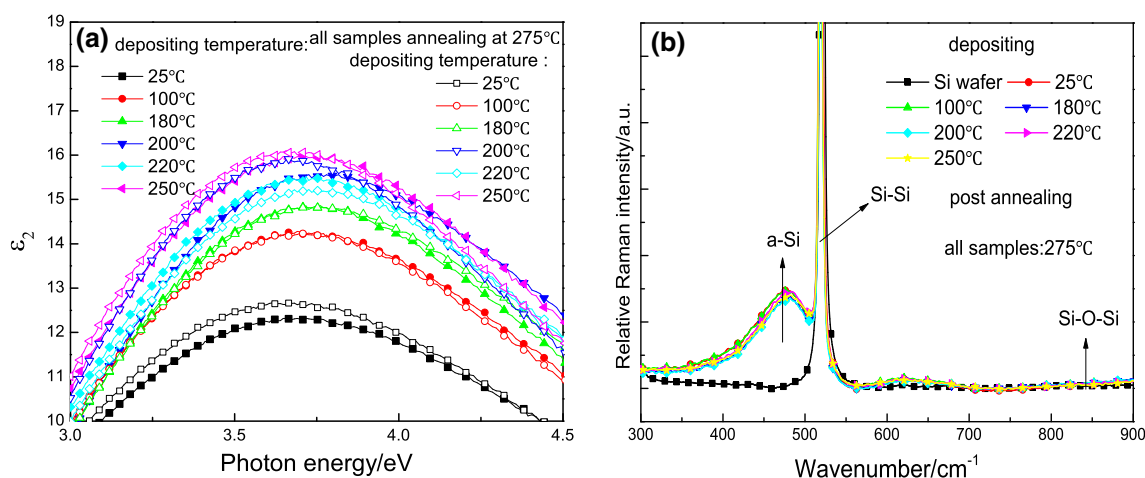 (a)
depositing temperature:
25℃
100℃
180℃
200℃
220℃
250℃
all samples annealing at 275℃
depositing temperature :
25℃
100℃
180℃
200℃
220℃
250℃
19
18
17
16
15
14
13
12
11
10
ε2
3.0
3.5
4.0
4.5
Photon energy/eV
(b)
depositing
Si wafer
25℃
100℃
180℃
200℃
220℃
250℃
Si-Si
post annealing
a-Si
all samples:275℃
Si-O-Si
Relative Raman intensity/a.u.
300
400
500
600
700
800
900
Wavenumber/cm-1